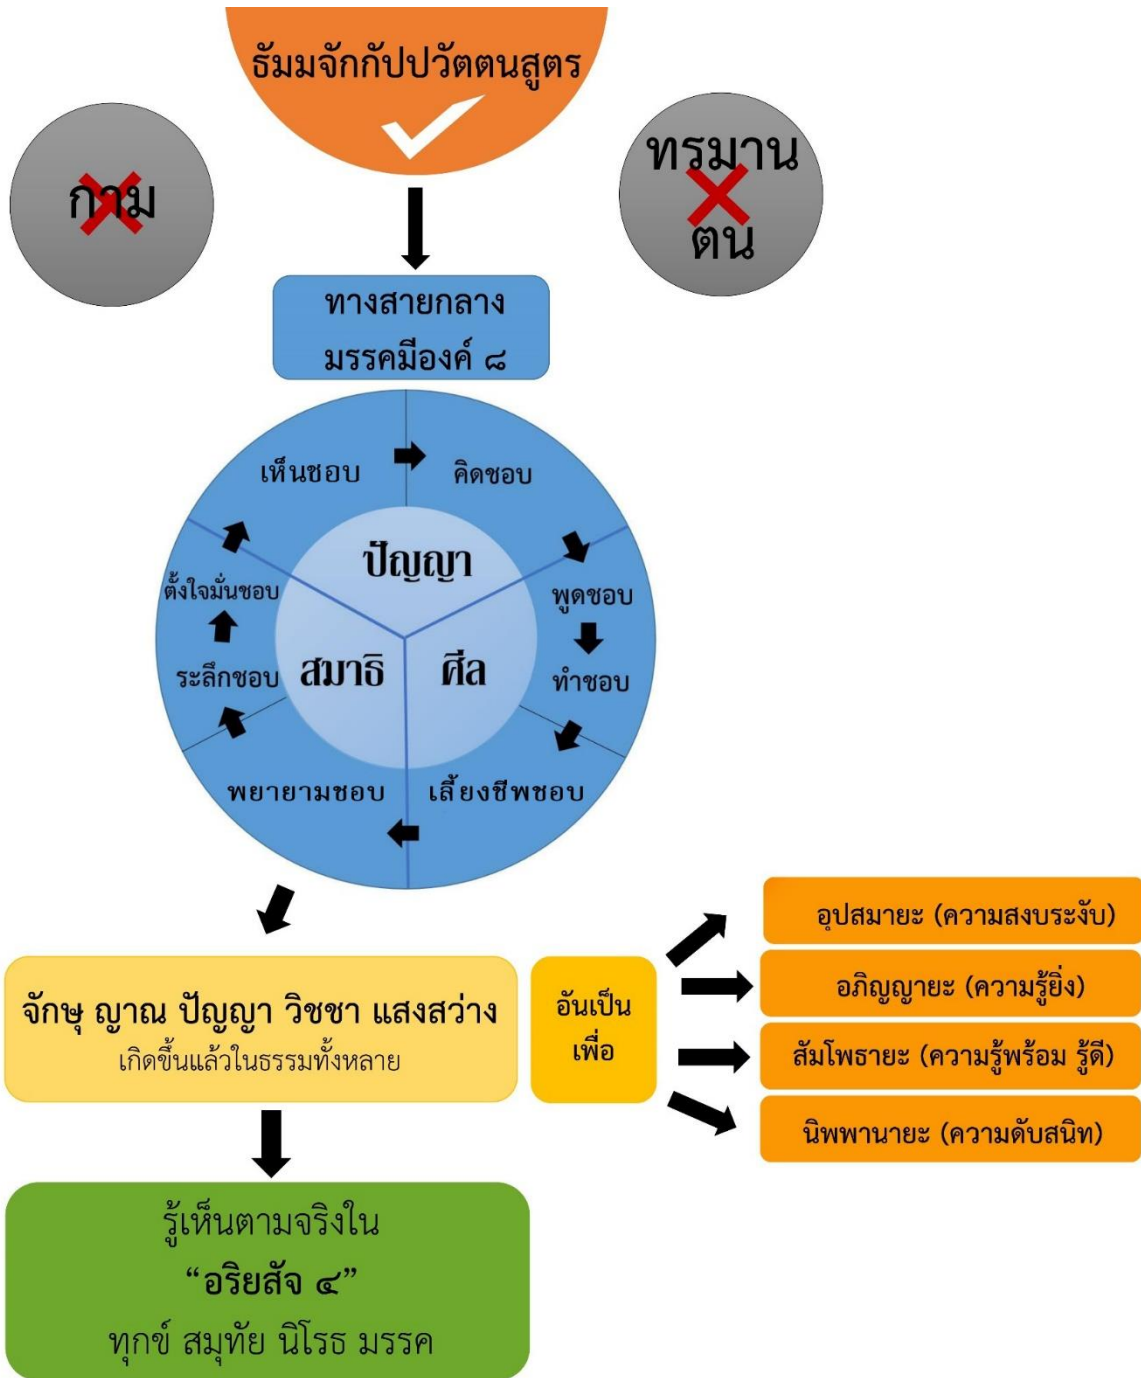 ธัมมจักกัปปวัตตนสูตร
กาม
ทรมาน
ตน
ทางสายกลาง
มรรคมีองค์ ๘
เห็นชอบ
คิดชอบ
ปัญญา
ตั้งใจมั่นชอบ
พูดชอบ
สมาธิ
ศีล
ระลึกชอบ
ทำชอบ
พยายามชอบ
เลี้ยงชีพชอบ
จักษุ ญาณ ปัญญา วิชชา แสงสว่าง
เกิดขึ้นแล้วในธรรมทั้งหลาย
อันเป็น
เพื่อ
อุปสมายะ (ความสงบระงับ)
อภิญญายะ (ความรู้ยิ่ง)
สัมโพธายะ (ความรู้พร้อม รู้ดี)
นิพพานายะ (ความดับสนิท)
รู้เห็นตามจริงใน
“อริยสัจ ๔”
ทุกข์ สมุทัย นิโรธ มรรค